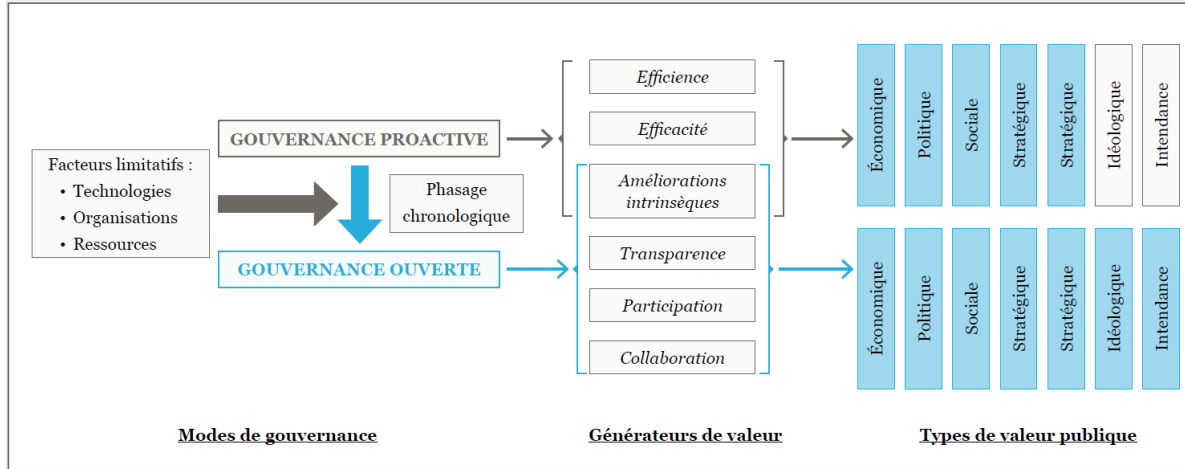 Facteurs limitatifs :
• Technologies
• Organisations
• Ressources
GOUVERNANCE PROACTIVE
Phasage
chronologique
GOUVERNANCE OUVERTE
Efficience
Efficacité
Améliorations
intrinsèques
Transparence
Participation
Collaboration
Économique
Politique
Sociale
Stratégique
Stratégique
Idéologique
Intendance
Économique
Politique
Sociale
Stratégique
Stratégique
Idéologique
Intendance
Modes de gouvernance
Générateurs de valeur
Types de valeur publique